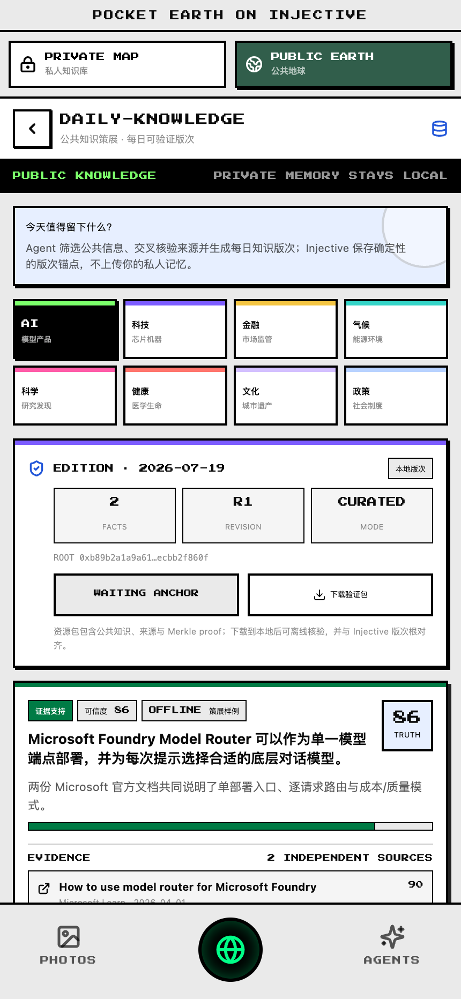 POCKET EARTH ON INJECTIVE
PRIVATE MAP
私人知识库
PUBLIC EARTH
公共地球
DAILY-KNOWLEDGE
公共知识策展 · 每日可验证版次
PUBLIC KNOWLEDGE
PRIVATE MEMORY STAYS LOCAL
今天值得留下什么?
Agent 筛选公共信息、交叉核验来源并生成每日知识版次；Injective 保存确定性
的版次锚点，不上传你的私人记忆。
AI
模型产品
科技
芯片机器
金融
市场监管
气候
能源环境
科学
研究发现
健康
医学生命
文化
城市遗产
政策
社会制度
EDITION · 2026-07-19
本地版次
2
FACTS
R1
REVISION
CURATED
MODE
ROOT 0xb89b2a1a9a61…ecbb2f860f
WAITING ANCHOR
下载验证包
资源包包含公共知识、来源与 Merkle proof；下载到本地后可离线核验，并与 Injective 版次根对
齐。
证据支持
可信度 86
OFFLINE 策展样例
86
TRUTH
Microsoft Foundry Model Router 可以作为单一模型
端点部署，并为每次提示选择合适的底层对话模型。
两份 Microsoft 官方文档共同说明了单部署入口、逐请求路由与成本/质量模
式。
EVIDENCE
2 INDEPENDENT SOURCES
How to use model router for Microsoft Foundry
90
Microsoft Learn · 2026-04-01
PHOTOS
AGENTS